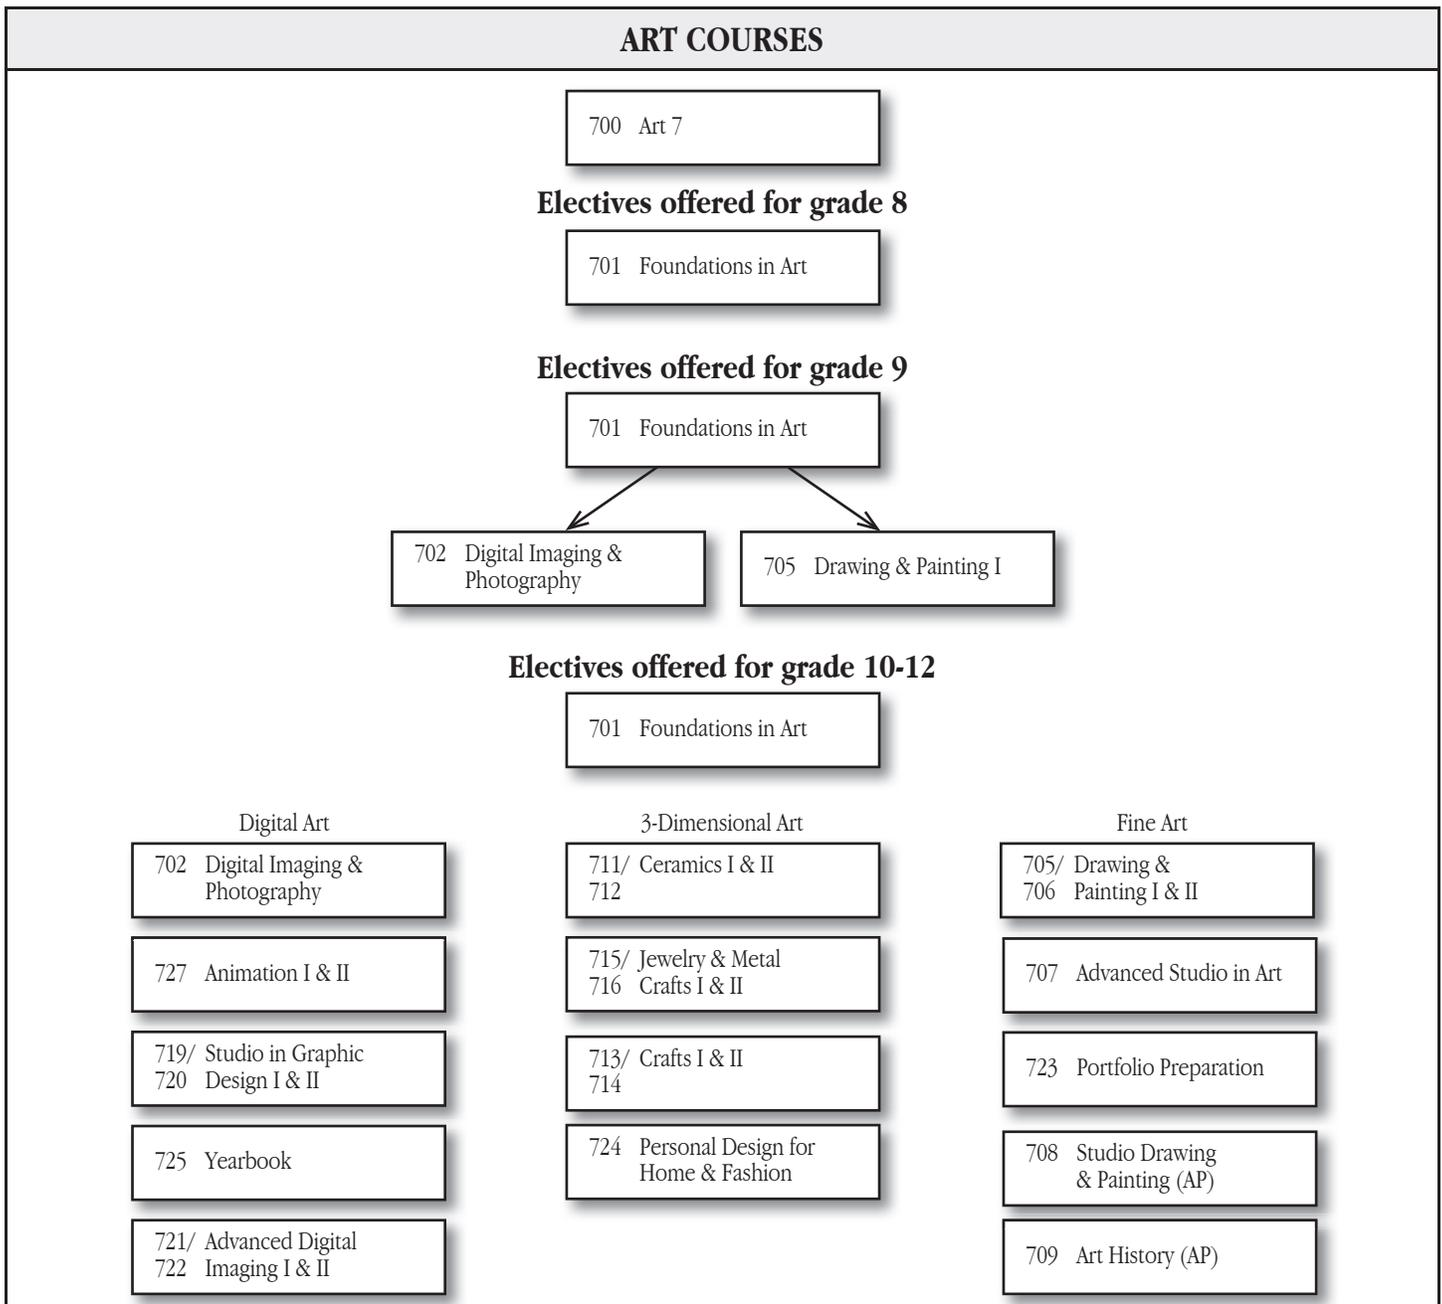 ART COURSES
700 Art 7
Electives offered for grade 8
701 Foundations in Art
Electives offered for grade 9
701 Foundations in Art
702 Digital Imaging &
Photography
705 Drawing & Painting I
Electives offered for grade 10-12
701 Foundations in Art
Digital Art
702 Digital Imaging &
Photography
727 Animation I & II
719/ Studio in Graphic
720 Design I & II
725 Yearbook
721/ Advanced Digital
722 Imaging I & II
3-Dimensional Art
711/ Ceramics I & II
712
715/ Jewelry & Metal
716 Crafts I & II
713/ Crafts I & II
714
724 Personal Design for
Home & Fashion
Fine Art
705/ Drawing &
706 Painting I & II
707 Advanced Studio in Art
723 Portfolio Preparation
708 Studio Drawing
& Painting (AP)
709 Art History (AP)